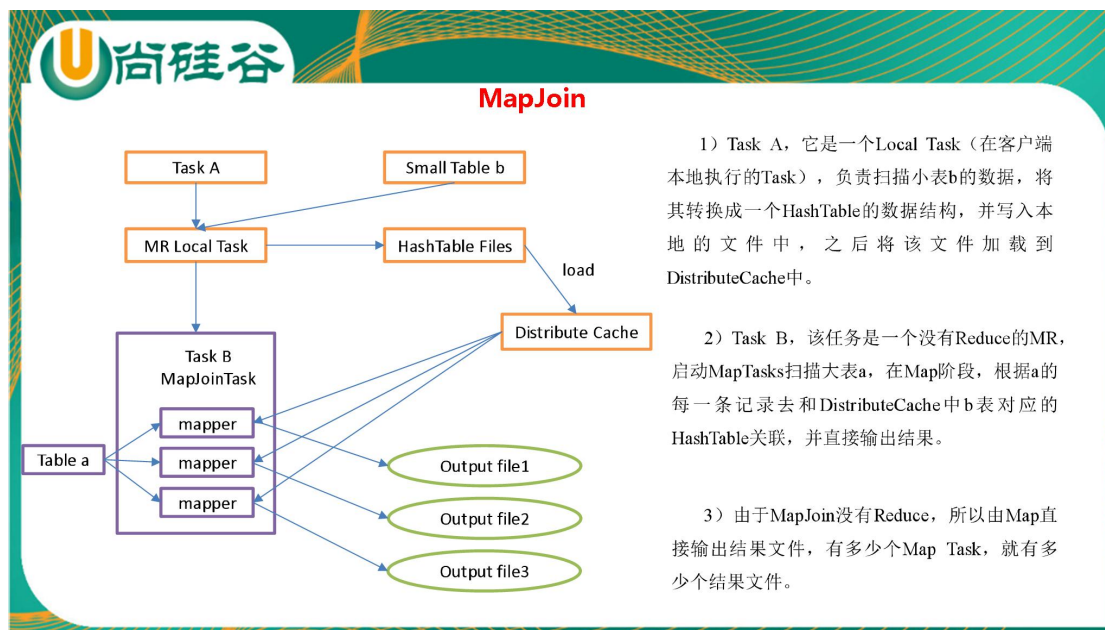 尚硅谷
MapJoin
Task A
Small Table b
MR Local Task
HashTable Files
load
Distribute Cache
Task B
MapJoinTask
mapper
mapper
mapper
Table a
Output file1
Output file2
Output file3
1）Task A，它是一个Local Task（在客户端
本地执行的Task），负责扫描小表b的数据，将
其转换成一个HashTable的数据结构，并写入本
地的文件中，之后将该文件加载到
DistributeCache中。
2）Task B，该任务是一个没有Reduce的MR，
启动MapTasks扫描大表a，在Map阶段，根据a的
每一条记录去和DistributeCache中b表对应的
HashTable关联，并直接输出结果。
3）由于MapJoin没有Reduce，所以由Map直
接输出结果文件，有多少个Map Task，就有多
少个结果文件。